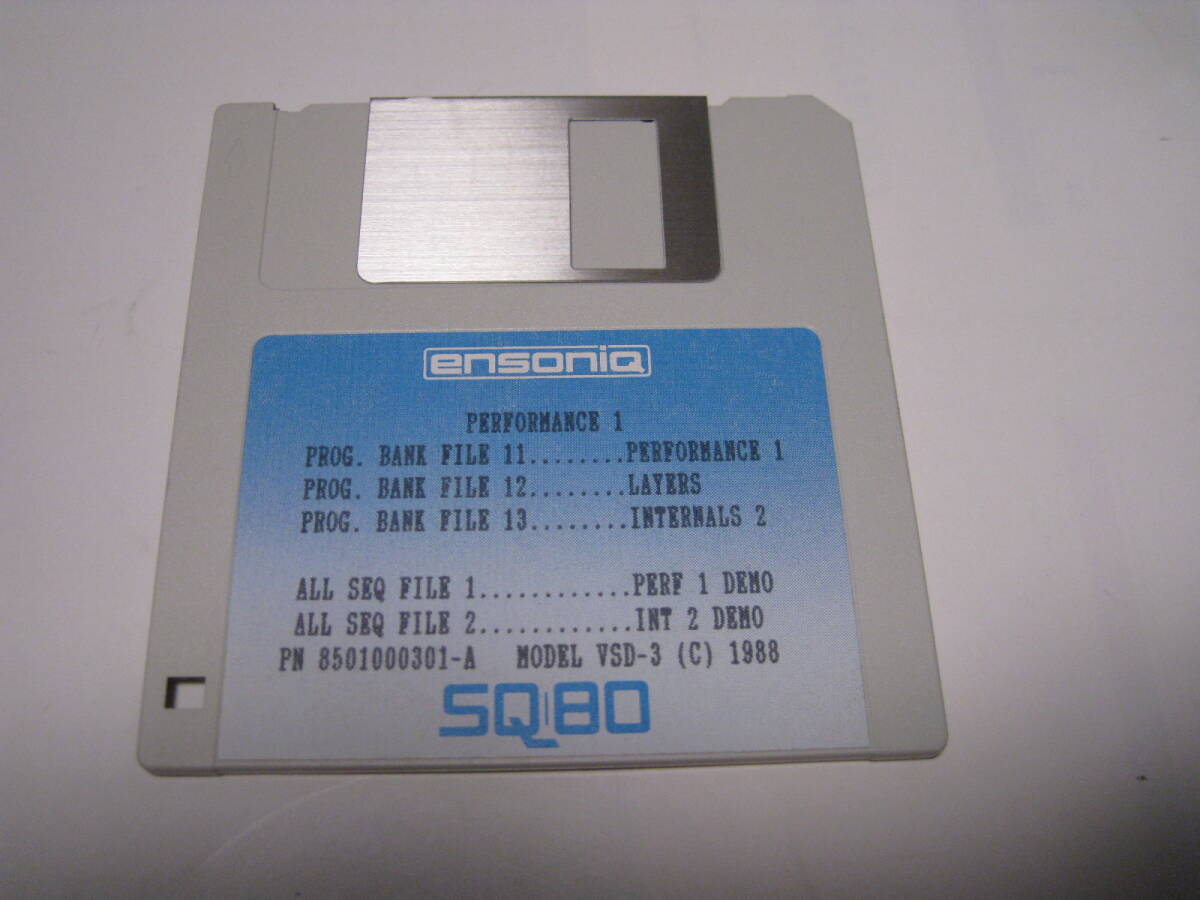 ensoniq
PERFORMANCE 1
PROG. BANK FILE 11........PERFORMANCE 1
PROG. BANK FILE 12........LAYERS
PROG. BANK FILE 13........INTERNALS 2
ALL SEQ FILE 1............PERF 1 DEMO
ALL SEQ FILE 2............INT 2 DEMO
PN 8501000301-A MODEL VSD-3 (C) 1988
SQ|80